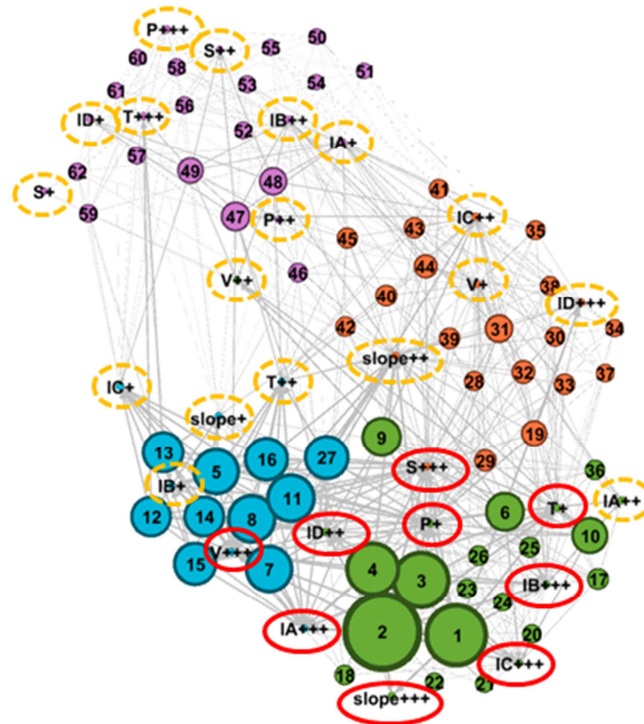 P+++
S++
55
50
60
58
51
61
53
54
56
ID+
T+++
IB++
52
IA+
57
62
49
48
S+
41
59
47
P++
IC++
43
35
45
44
46
V++
V+
38
40
ID+++
42
31
34
39
30
slope++
IC+
T++
28
32
33
37
slope+
9
19
13
16
27
29
5
S+++
36
IB+
11
6
T+
IA++
12
14
8
ID++
P+
10
V+++
26
25
15
7
4
3
23
IB+++
17
24
IA+++
2
1
20
IC+++
18
22
21
slope+++